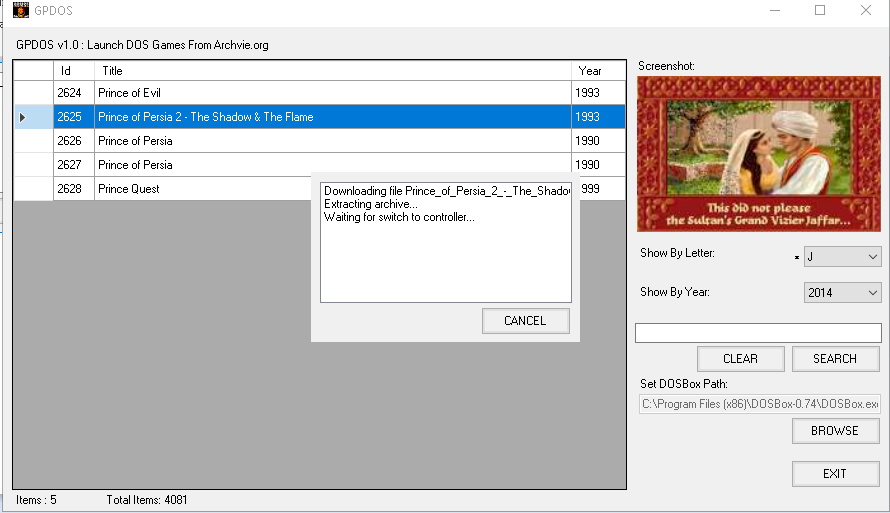 GPDOS
GPDOS v1.0 : Launch DOS Games From Archvie.org
Id Title Year
2624 Prince of Evil 1993
2625 Prince of Persia 2 - The Shadow & The Flame 1993
2626 Prince of Persia 1990
2627 Prince of Persia 1990
2628 Prince Quest 999
Downloading file Prince_of_Persia_2_-_The_Shado
Extracting archive...
Waiting for switch to controller...
CANCEL
Screenshot:
This did not please
the Sultan's Grand Vizier Jaffar...
Show By Letter: * J
Show By Year: 2014
CLEAR SEARCH
Set DOSBox Path:
C:\Program Files (x86)\DOSBox-0.74\DOSBox.exe
BROWSE
EXIT
Items : 5 Total Items: 4081